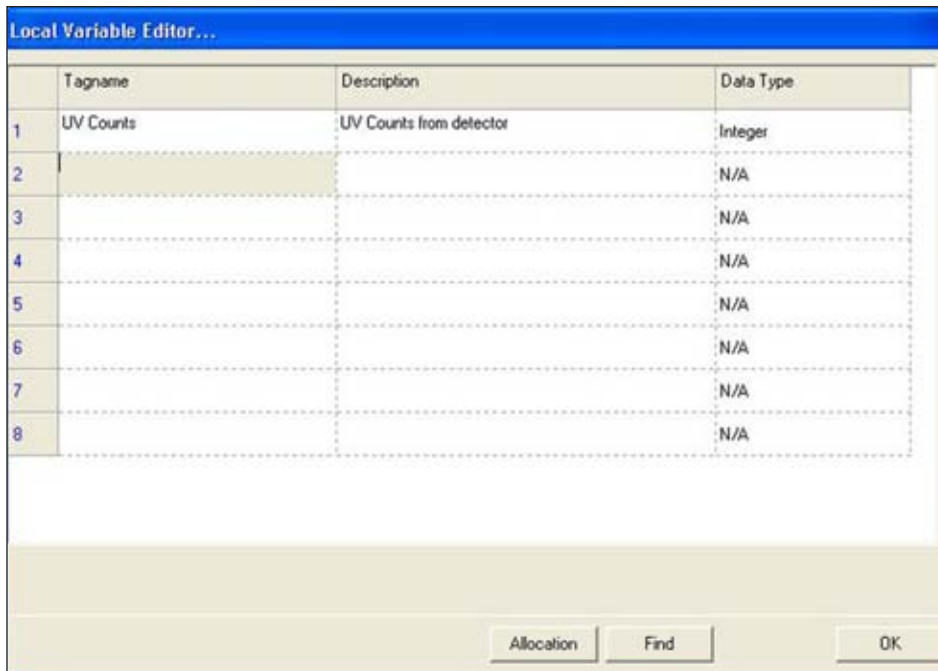 Local Variable Editor...
Tagname Description Data Type
1 UV Counts UV Counts from detector Integer
2 N/A
3 N/A
4 N/A
5 N/A
6 N/A
7 N/A
8 N/A
Allocation Find OK